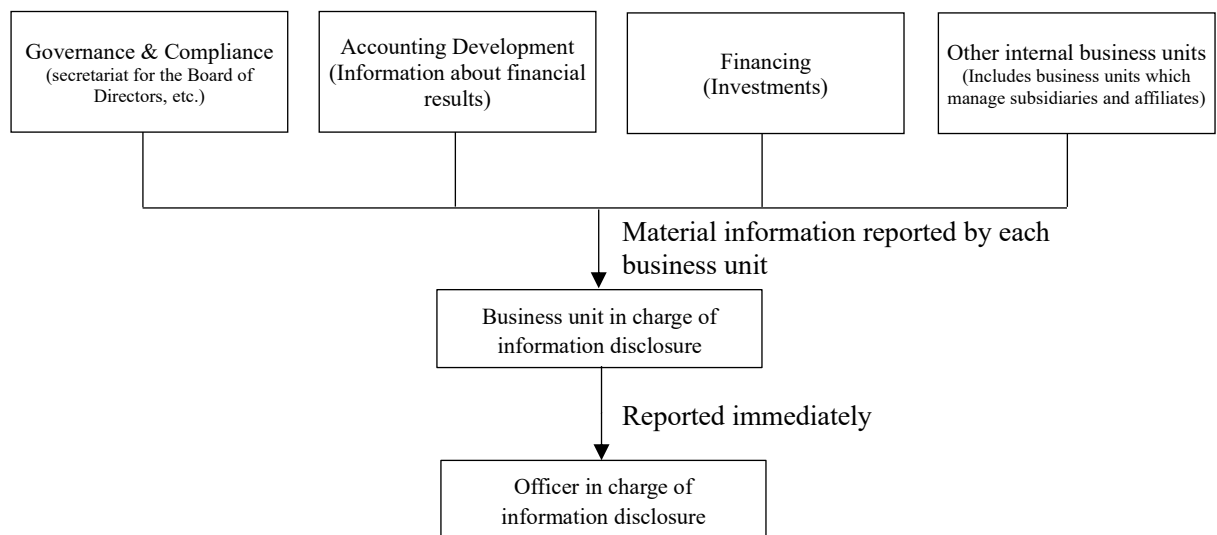 Governance & Compliance
(secretariat for the Board of
Directors, etc.)
Accounting Development
(Information about financial
results)
Financing
(Investments)
Other internal business units
(Includes business units which
manage subsidiaries and affiliates)
Material information reported by each
business unit
Business unit in charge of
information disclosure
Reported immediately
Officer in charge of
information disclosure